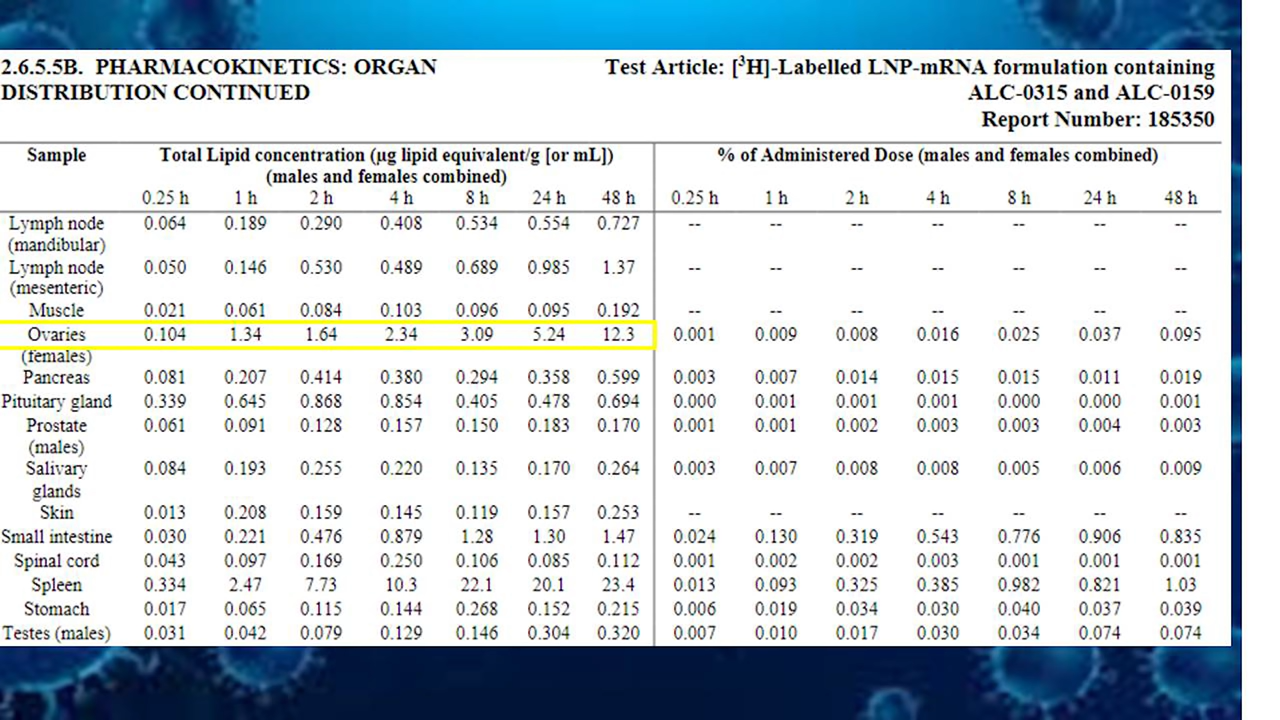 2.6.5.5B. PHARMACOKINETICS: ORGAN
DISTRIBUTION CONTINUED
Test Article: [³H]-Labelled LNP-mRNA formulation containing
ALC-0315 and ALC-0159
Report Number: 185350
Sample Total Lipid concentration (µg lipid equivalent/g [or mL]) % of Administered Dose (males and females combined)
(males and females combined)
0.25 h 1 h 2 h 4 h 8 h 24 h 48 h 0.25 h 1 h 2 h 4 h 8 h 24 h 48 h
Lymph node 0.064 0.189 0.290 0.408 0.534 0.554 0.727 -- -- -- -- -- -- --
(mandibular)
Lymph node 0.050 0.146 0.530 0.489 0.689 0.985 1.37 -- -- -- -- -- -- --
(mesenteric)
Muscle 0.021 0.061 0.084 0.103 0.096 0.095 0.192 -- -- -- -- -- -- --
Ovaries 0.104 1.34 1.64 2.34 3.09 5.24 12.3 0.001 0.009 0.008 0.016 0.025 0.037 0.095
(females)
Pancreas 0.081 0.207 0.414 0.380 0.294 0.358 0.599 0.003 0.007 0.014 0.015 0.015 0.011 0.019
Pituitary gland 0.339 0.645 0.868 0.854 0.405 0.478 0.694 0.000 0.001 0.001 0.001 0.000 0.000 0.001
Prostate 0.061 0.091 0.128 0.157 0.150 0.183 0.170 0.001 0.001 0.002 0.003 0.003 0.004 0.003
(males)
Salivary 0.084 0.193 0.255 0.220 0.135 0.170 0.264 0.003 0.007 0.008 0.008 0.005 0.006 0.009
glands
Skin 0.013 0.208 0.159 0.145 0.119 0.157 0.253 -- -- -- -- -- -- --
Small intestine 0.030 0.221 0.476 0.879 1.28 1.30 1.47 0.024 0.130 0.319 0.543 0.776 0.906 0.835
Spinal cord 0.043 0.097 0.169 0.250 0.106 0.085 0.112 0.001 0.002 0.002 0.003 0.001 0.001 0.001
Spleen 0.334 2.47 7.73 10.3 22.1 20.1 23.4 0.013 0.093 0.325 0.385 0.982 0.821 1.03
Stomach 0.017 0.065 0.115 0.144 0.268 0.152 0.215 0.006 0.019 0.034 0.030 0.040 0.037 0.039
Testes (males) 0.031 0.042 0.079 0.129 0.146 0.304 0.320 0.007 0.010 0.017 0.030 0.034 0.074 0.074